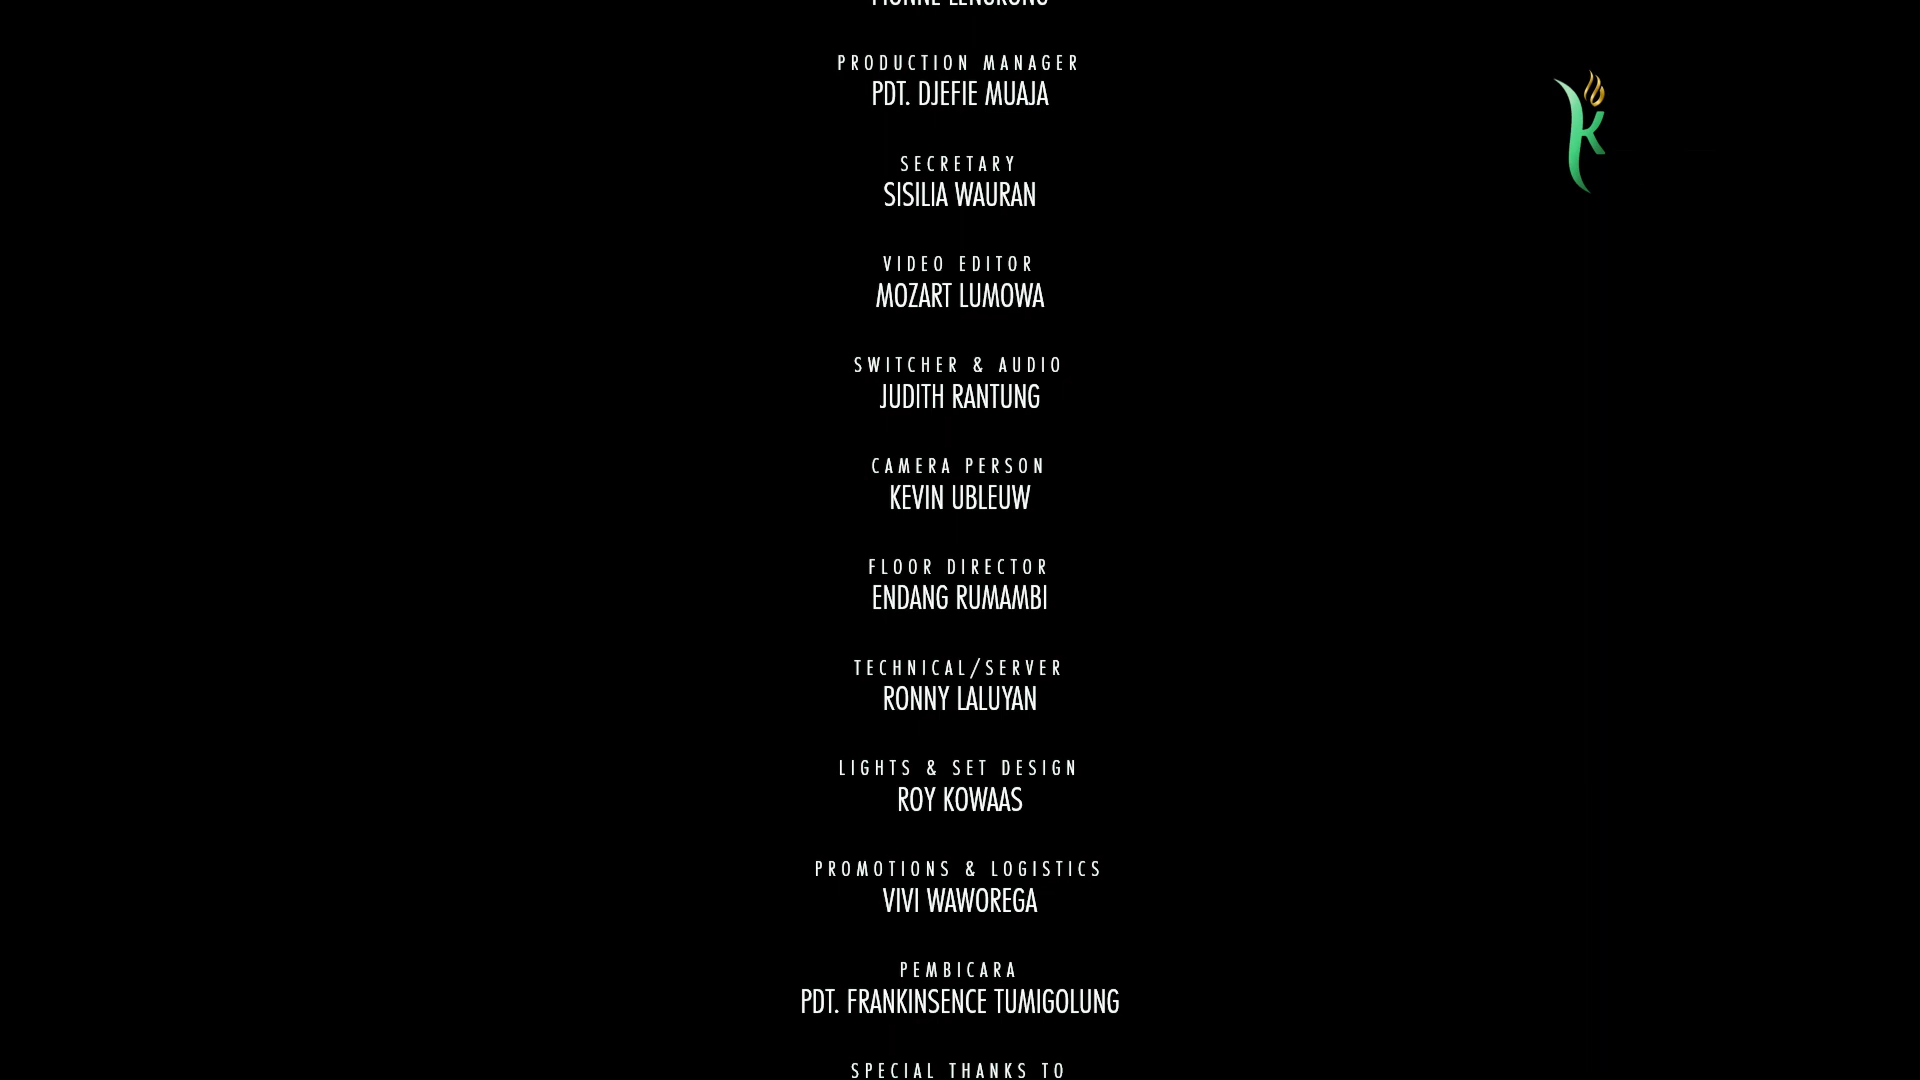 PRODUCTION MANAGER
PDT. DJEFIE MUAJA
SECRETARY
SISILIA WAURAN
VIDEO EDITOR
MOZART LUMOWA
SWITCHER & AUDIO
JUDITH RANTUNG
CAMERA PERSON
KEVIN UBLEUW
FLOOR DIRECTOR
ENDANG RUMAMBI
TECHNICAL/SERVER
RONNY LALUYAN
LIGHTS & SET DESIGN
ROY KOWAAS
PROMOTIONS & LOGISTICS
VIVI WAWOREGA
PEMBICARA
PDT. FRANKINSENCE TUMIGOLUNG
SPECIAL THANKS TO